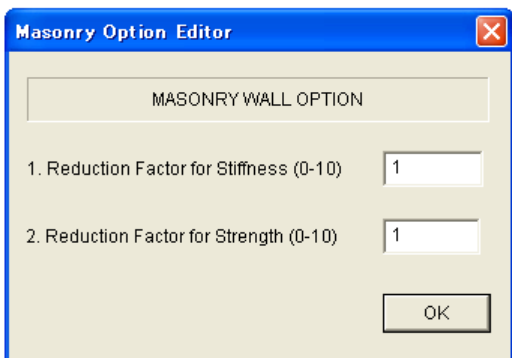 Masonry Option Editor
MASONRY WALL OPTION
1. Reduction Factor for Stiffness (0-10) 1
2. Reduction Factor for Strength (0-10) 1
OK